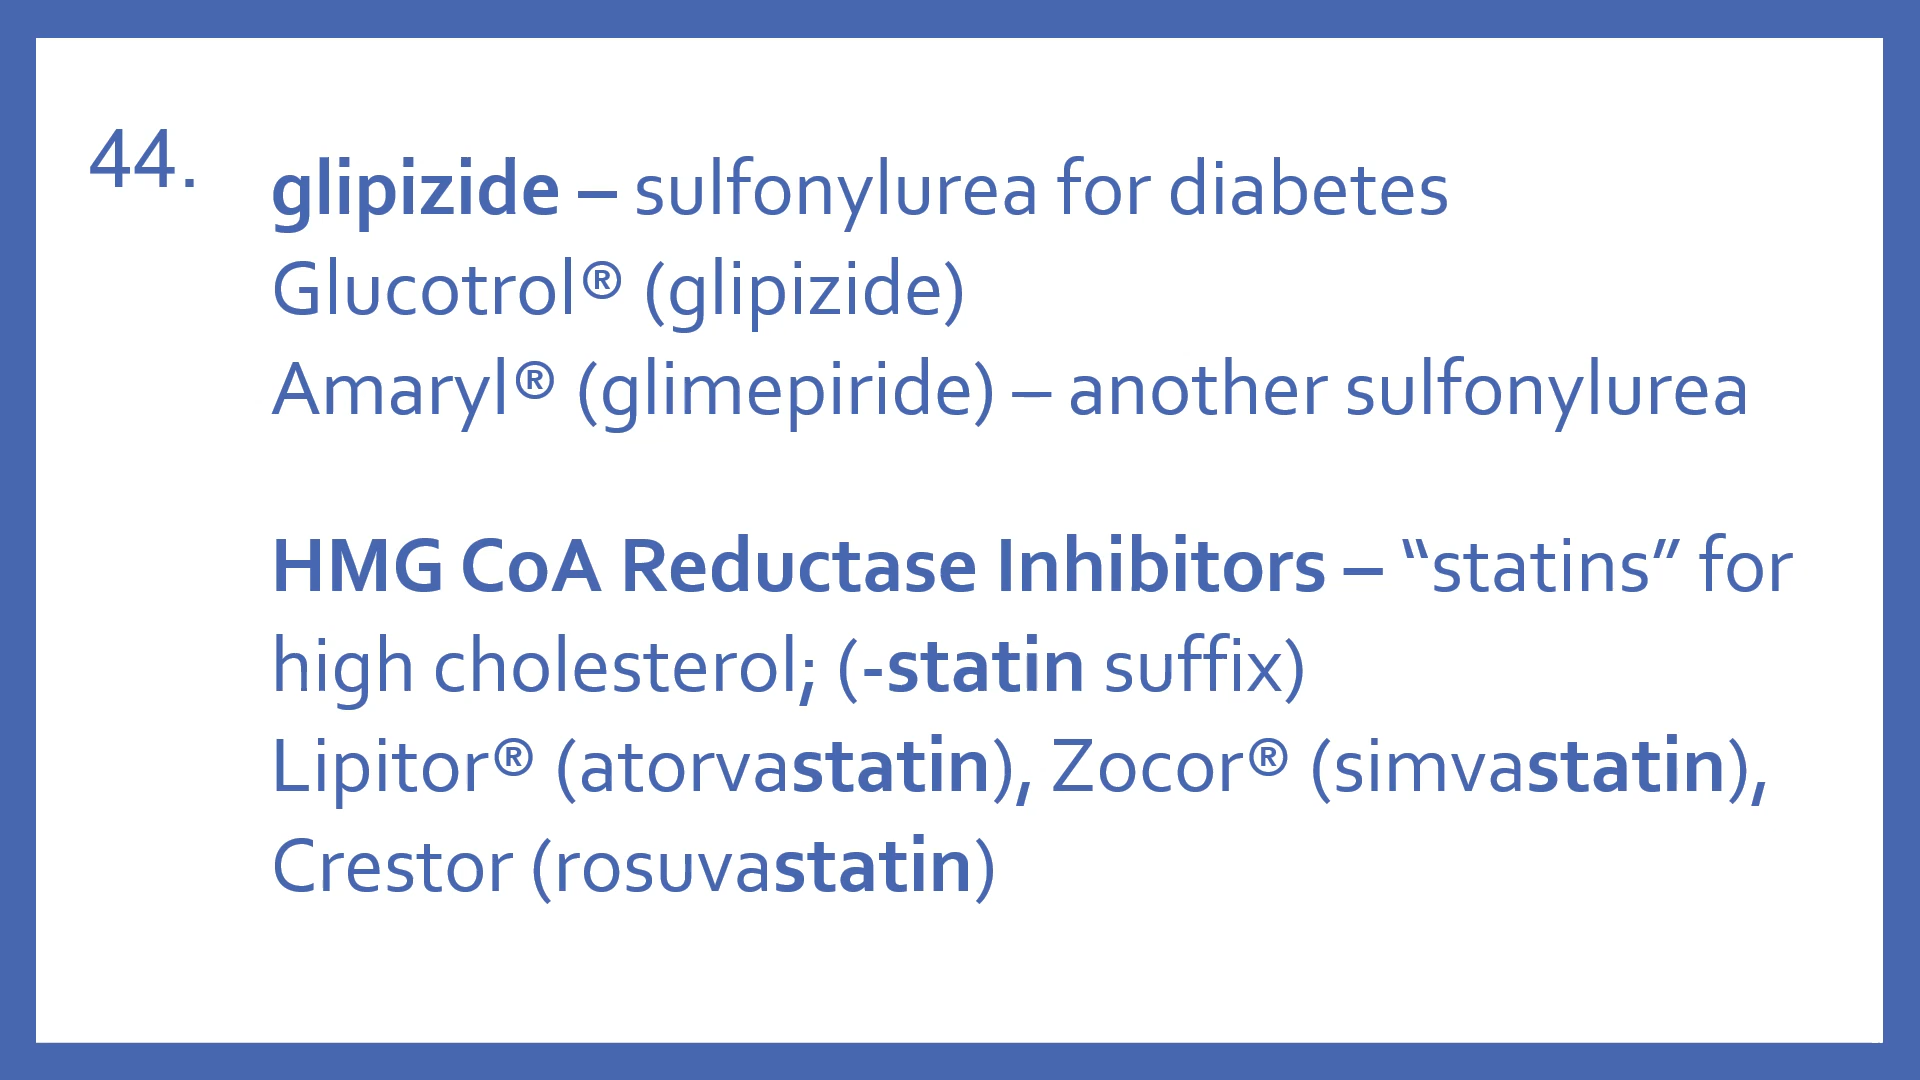 44.
glipizide – sulfonylurea for diabetes
Glucotrol® (glipizide)
Amaryl® (glimepiride) – another sulfonylurea
HMG CoA Reductase Inhibitors – “statins” for
high cholesterol; (-statin suffix)
Lipitor® (atorvastatin), Zocor® (simvastatin),
Crestor (rosuvastatin)